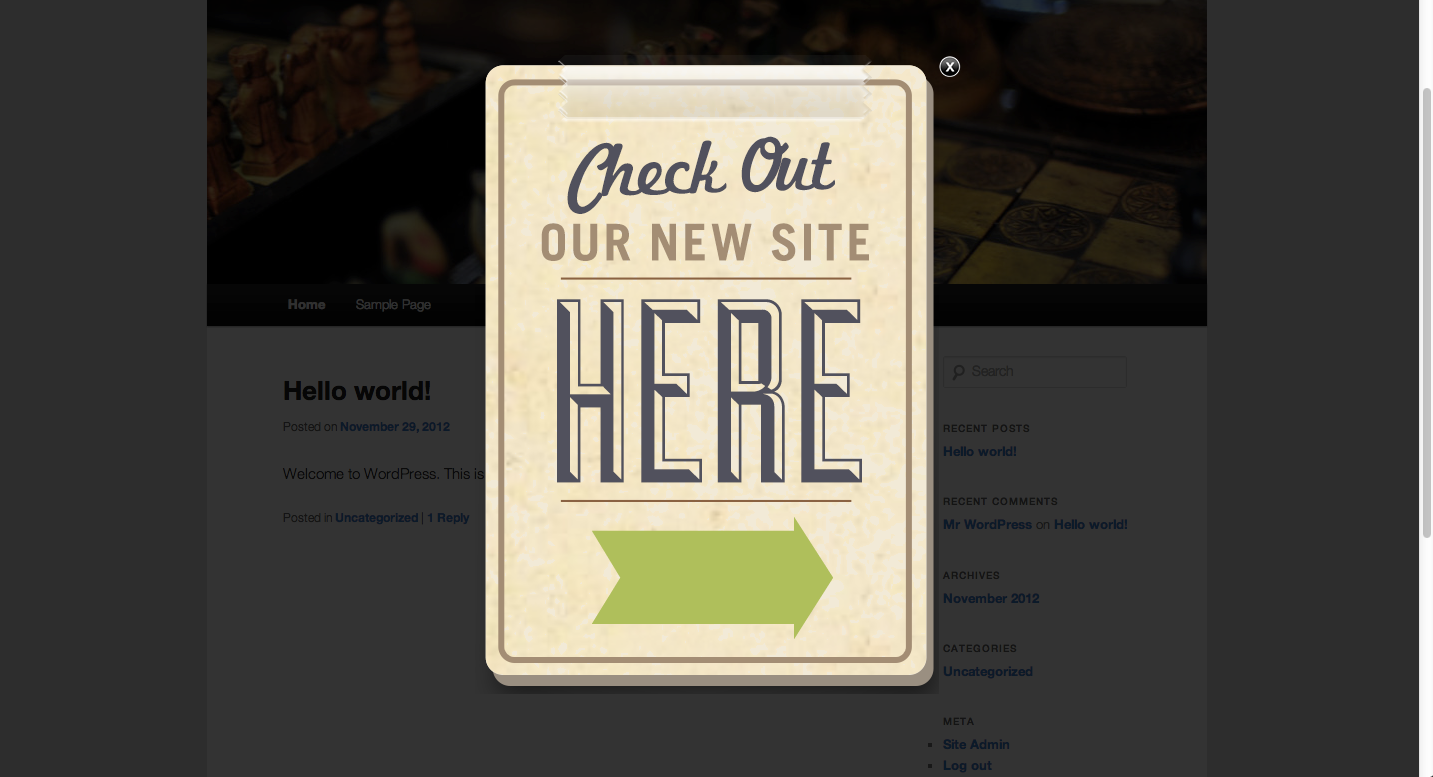 X
Check Out
OUR NEW SITE
HERE
Home Sample Page
Hello world!
Posted on November 29, 2012
Welcome to WordPress. This is
Posted in Uncategorized | 1 Reply
Search
RECENT POSTS
Hello world!
RECENT COMMENTS
Mr WordPress on Hello world!
ARCHIVES
November 2012
CATEGORIES
Uncategorized
META
Site Admin
Log out